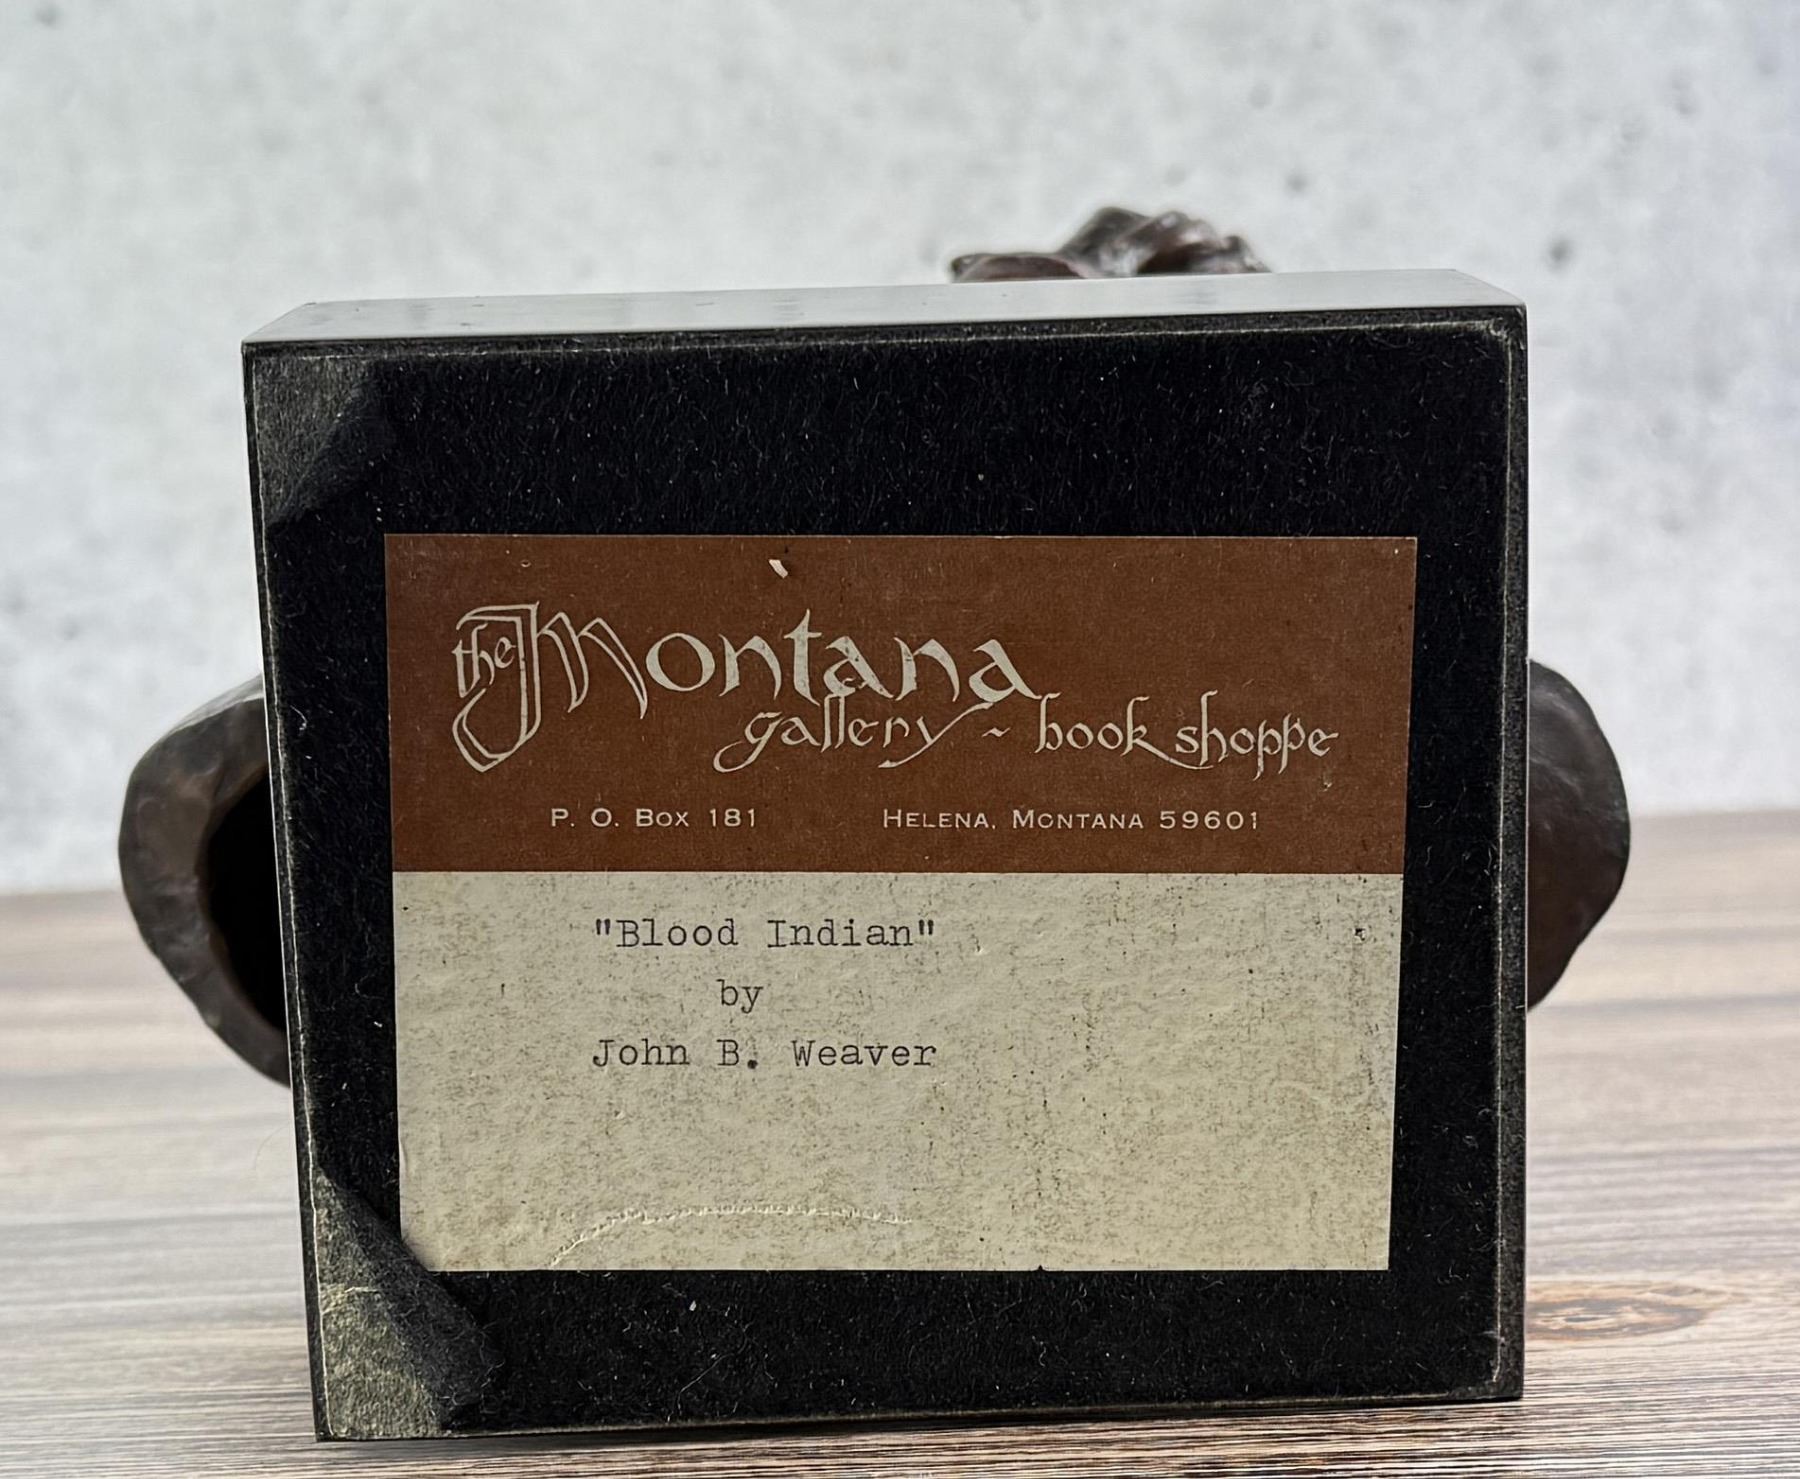 the Montana
gallery ~ book shoppe
P. O. Box 181 Helena, Montana 59601
"Blood Indian"
by
John B. Weaver